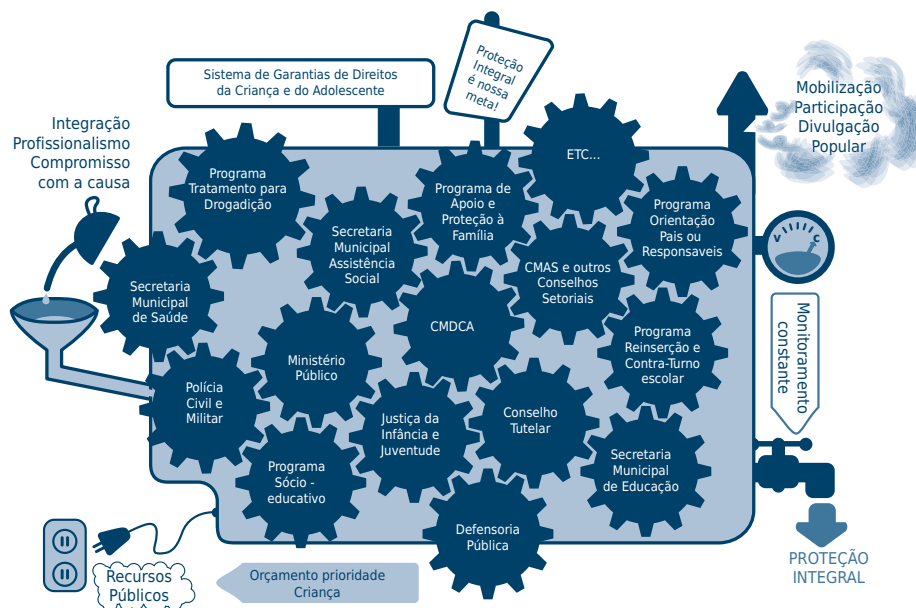 Sistema de Garantias de Direitos
da Criança e do Adolescente
Proteção
Integral
é nossa
meta!
Mobilização
Participação
Divulgação
Popular
Integração
Profissionalismo
Compromisso
com a causa
Programa
Tratamento para
Drogadição
Secretaria
Municipal
Assistência
Social
Programa de
Apoio e
Proteção à
Família
ETC...
Programa
Orientação
Pais ou
Responsaveis
Secretaria
Municipal
de Saúde
CMAS e outros
Conselhos
Setoriais
V C
CMDCA
Ministério
Público
Programa
Reinserção e
Contra-Turno
escolar
Monitoramento
constante
Polícia
Civil e
Militar
Justiça da
Infância e
Juventude
Conselho
Tutelar
Programa
Sócio -
educativo
Secretaria
Municipal
de Educação
Defensoria
Pública
PROTEÇÃO
INTEGRAL
Recursos
Públicos
Orçamento prioridade
Criança